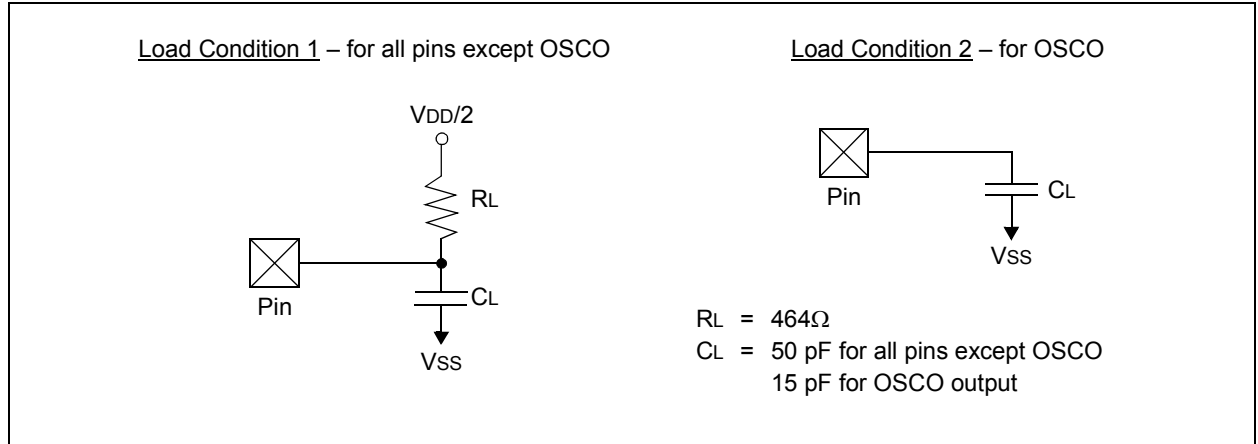 Load Condition 1 – for all pins except OSCO
VDD/2
RL
Pin
CL
VSS
Load Condition 2 – for OSCO
Pin
CL
VSS
RL = 464Ω
CL = 50 pF for all pins except OSCO
15 pF for OSCO output